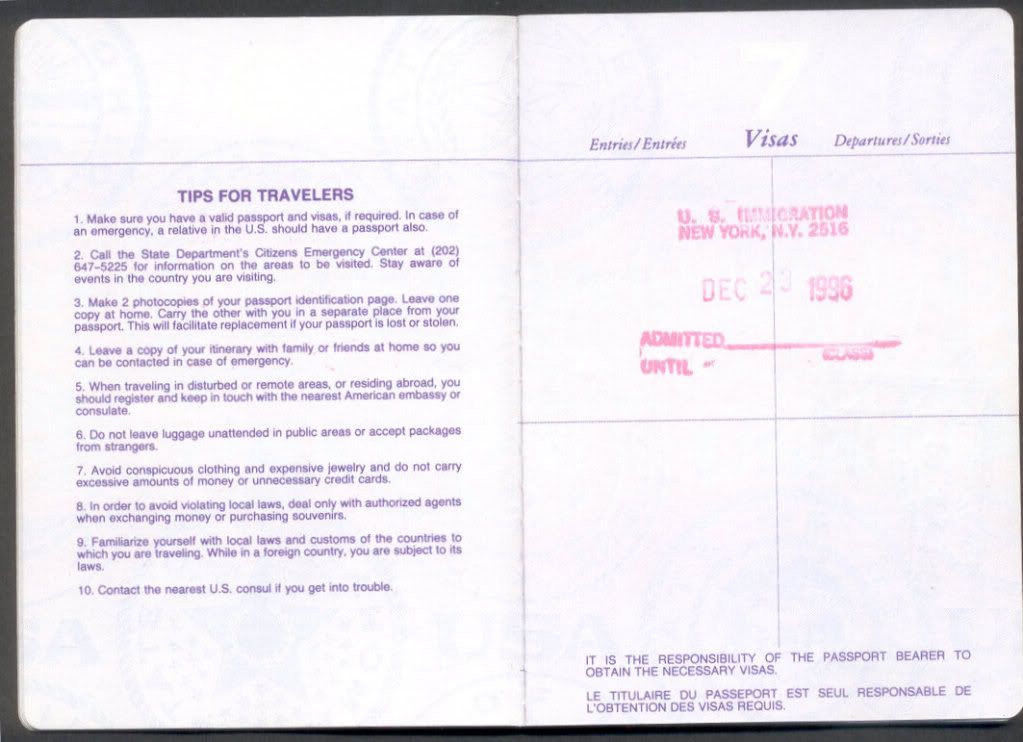 TIPS FOR TRAVELERS
1. Make sure you have a valid passport and visas, if required. In case of
an emergency, a relative in the U.S. should have a passport also.
2. Call the State Department's Citizens Emergency Center at (202)
647-5225 for information on the areas to be visited. Stay aware of
events in the country you are visiting.
3. Make 2 photocopies of your passport identification page. Leave one
copy at home. Carry the other with you in a separate place from your
passport. This will facilitate replacement if your passport is lost or stolen.
4. Leave a copy of your itinerary with family or friends at home so you
can be contacted in case of emergency.
5. When traveling in disturbed or remote areas, or residing abroad, you
should register and keep in touch with the nearest American embassy or
consulate.
6. Do not leave luggage unattended in public areas or accept packages
from strangers.
7. Avoid conspicuous clothing and expensive jewelry and do not carry
excessive amounts of money or unnecessary credit cards.
8. In order to avoid violating local laws, deal only with authorized agents
when exchanging money or purchasing souvenirs.
9. Familiarize yourself with local laws and customs of the countries to
which you are traveling. While in a foreign country, you are subject to its
laws.
10. Contact the nearest U.S. consul if you get into trouble.
7
Entries/Entrées Visas Departures/Sorties
U. S. IMMIGRATION
NEW YORK, N.Y. 2516
DEC 23 1996
ADMITTED
(CLASS)
UNTIL
IT IS THE RESPONSIBILITY OF THE PASSPORT BEARER TO
OBTAIN THE NECESSARY VISAS.
LE TITULAIRE DU PASSEPORT EST SEUL RESPONSABLE DE
L'OBTENTION DES VISAS REQUIS.
USA